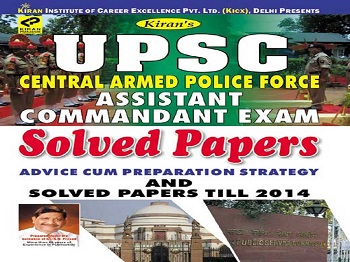 KIRAN INSTITUTE OF CAREER EXCELLENCE PVT. LTD. (KICX), DELHI PRESENTS
Kiran's
UPSC
CENTRAL ARMED POLICE FORCE
ASSISTANT
COMMANDANT EXAM
Solved Papers
ADVICE CUM PREPARATION STRATEGY
AND
SOLVED PAPERS TILL 2014